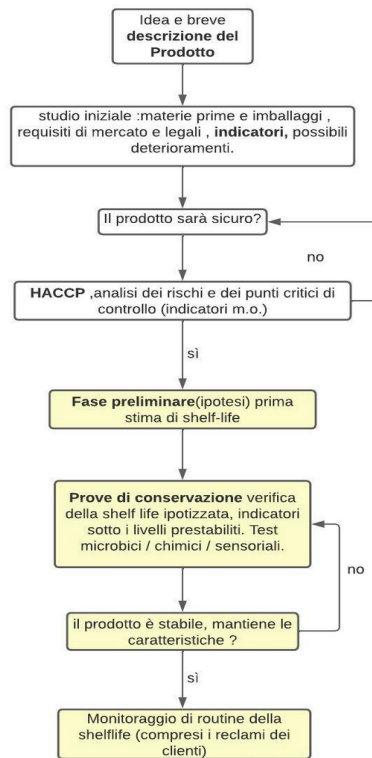 Idea e breve
descrizione del
Prodotto
studio iniziale :materie prime e imballaggi ,
requisiti di mercato e legali , indicatori, possibili
deterioramenti.
Il prodotto sarà sicuro?
no
HACCP ,analisi dei rischi e dei punti critici di
controllo (indicatori m.o.)
sì
Fase preliminare(ipotesi) prima
stima di shelf-life
Prove di conservazione verifica
della shelf life ipotizzata, indicatori
sotto i livelli prestabiliti. Test
microbici / chimici / sensoriali.
no
il prodotto è stabile, mantiene le
caratteristiche ?
sì
Monitoraggio di routine della
shelflife (compresi i reclami dei
clienti)